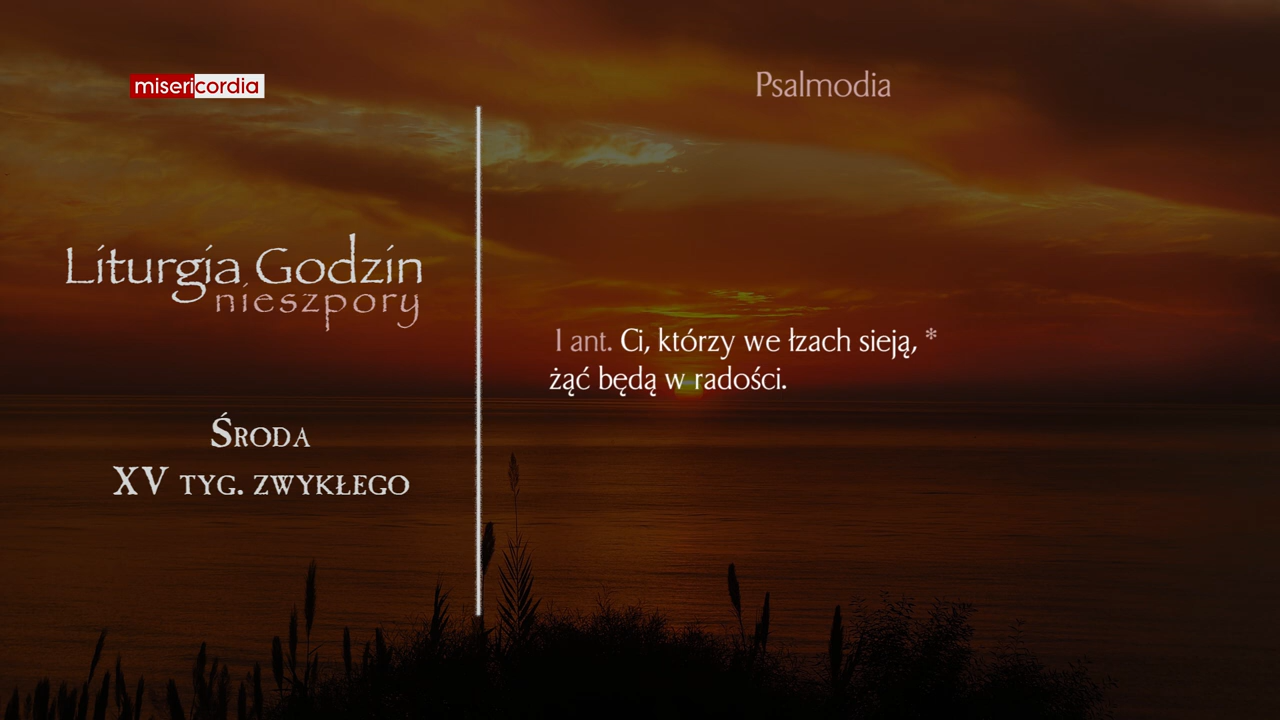 misericordia
Liturgia Godzin
nieszpory
Środa
XV tyg. zwykłego
Psalmodia
I ant. Ci, którzy we łzach sieją, *
żąć będą w radości.